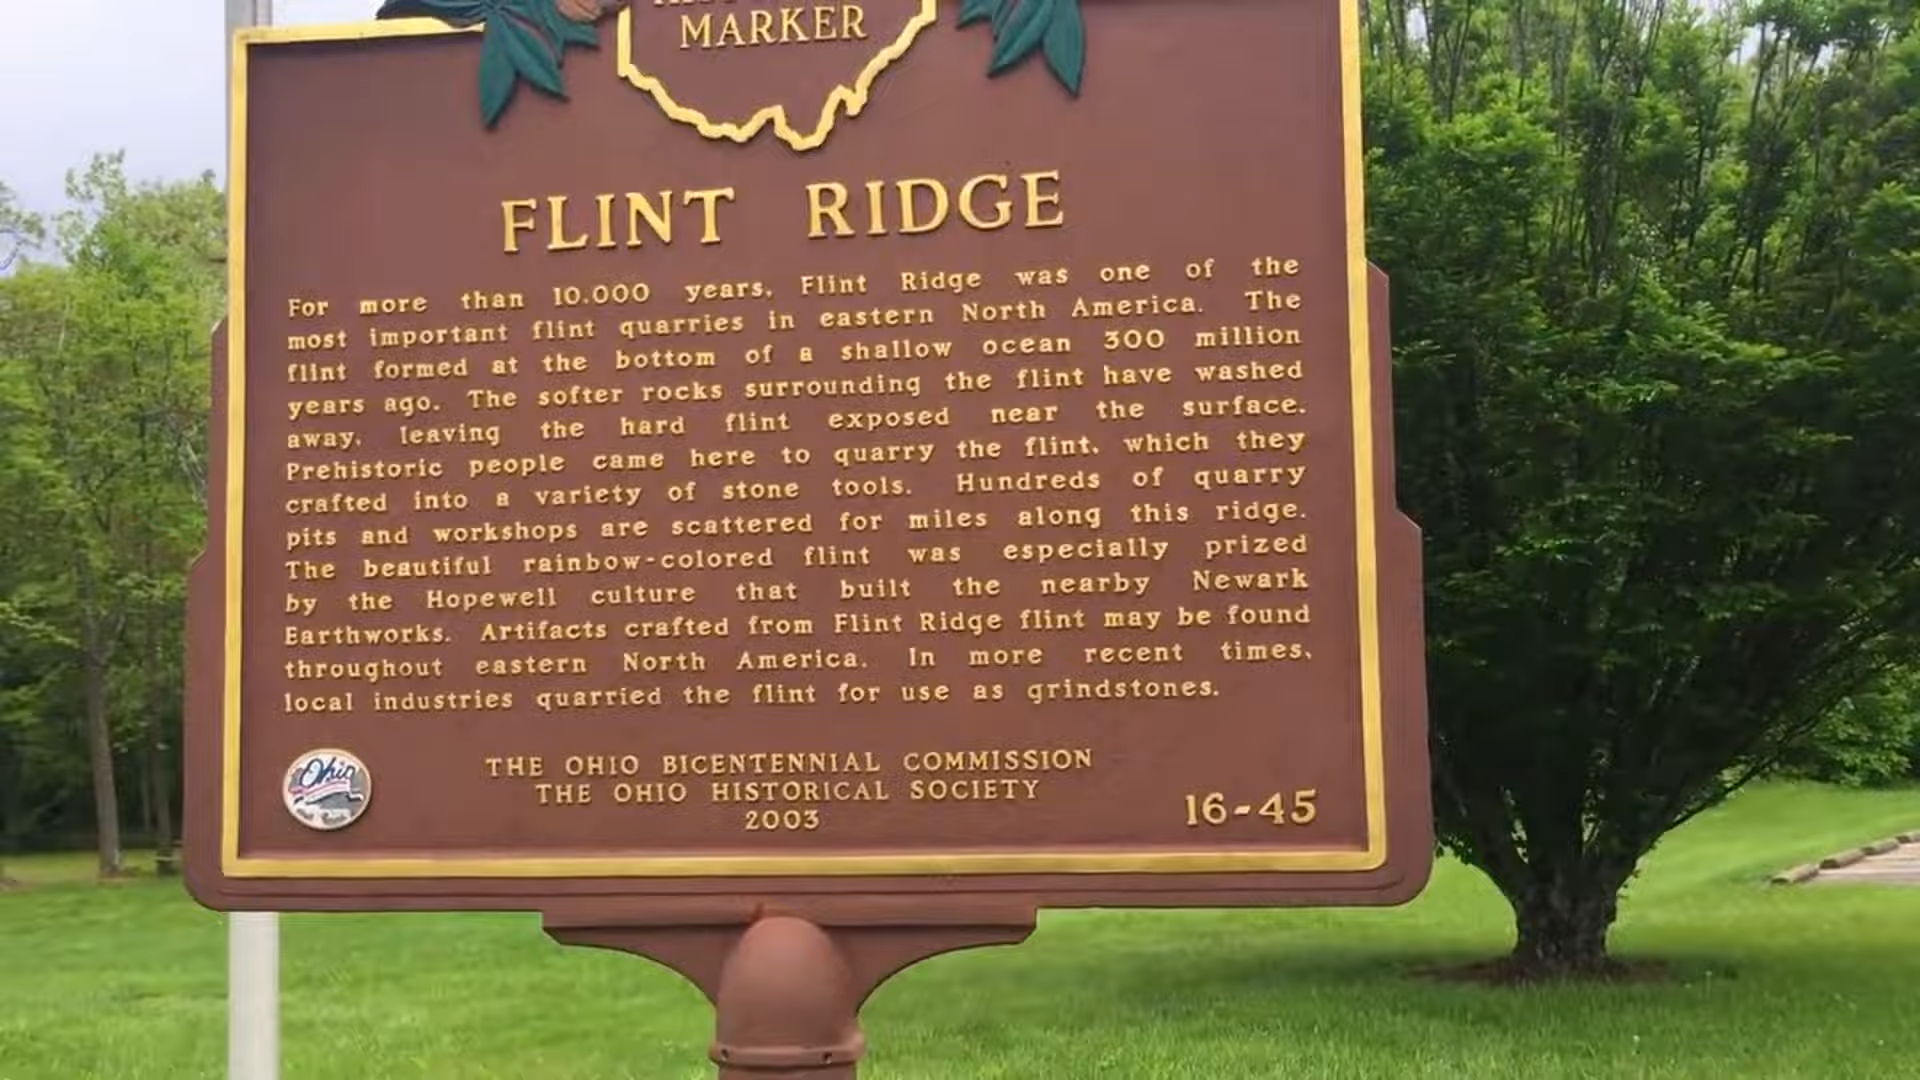 MARKER
FLINT RIDGE
For more than 10,000 years, Flint Ridge was one of the
most important flint quarries in eastern North America. The
flint formed at the bottom of a shallow ocean 300 million
years ago. The softer rocks surrounding the flint have washed
away, leaving the hard flint exposed near the surface.
Prehistoric people came here to quarry the flint, which they
crafted into a variety of stone tools. Hundreds of quarry
pits and workshops are scattered for miles along this ridge.
The beautiful rainbow-colored flint was especially prized
by the Hopewell culture that built the nearby Newark
Earthworks. Artifacts crafted from Flint Ridge flint may be found
throughout eastern North America. In more recent times,
local industries quarried the flint for use as grindstones.
THE OHIO BICENTENNIAL COMMISSION
THE OHIO HISTORICAL SOCIETY
2003
16-45
Ohio